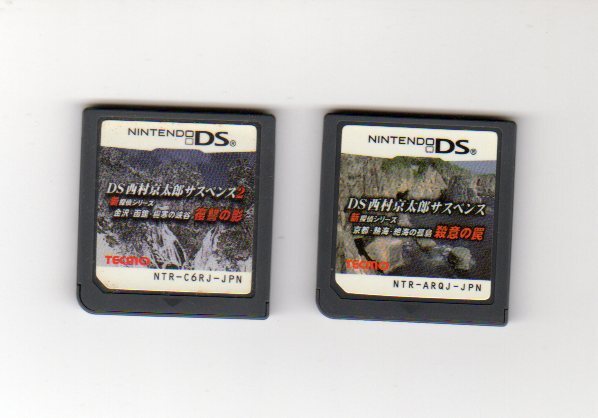 NINTENDO DS®
DS西村京太郎サスペンス2
新探偵シリーズ
金沢・函館・極寒の峡谷 復讐の影
TECMO
NTR-C6RJ-JPN
NINTENDO DS®
DS西村京太郎サスペンス
新探偵シリーズ
京都・熱海・絶海の孤島 殺意の罠
TECMO
NTR-ARQJ-JPN